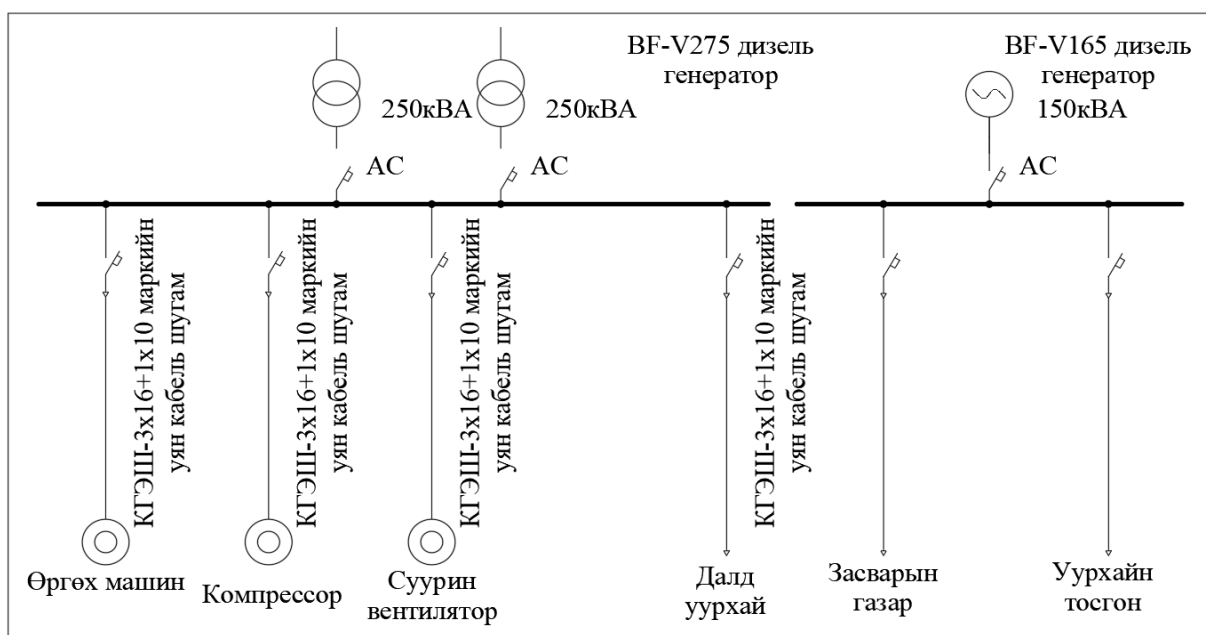 BF-V275 дизель
генератор
BF-V165 дизель
генератор
250кВА
250кВА
150кВА
АС
АС
АС
КГЭШ-3х16+1х10 маркийн
уян кабель шугам
КГЭШ-3х16+1х10 маркийн
уян кабель шугам
КГЭШ-3х16+1х10 маркийн
уян кабель шугам
КГЭШ-3х16+1х10 маркийн
уян кабель шугам
Өргөх машин
Компрессор
Суурин
вентилятор
Далд
уурхай
Засварын
газар
Уурхайн
тосгон